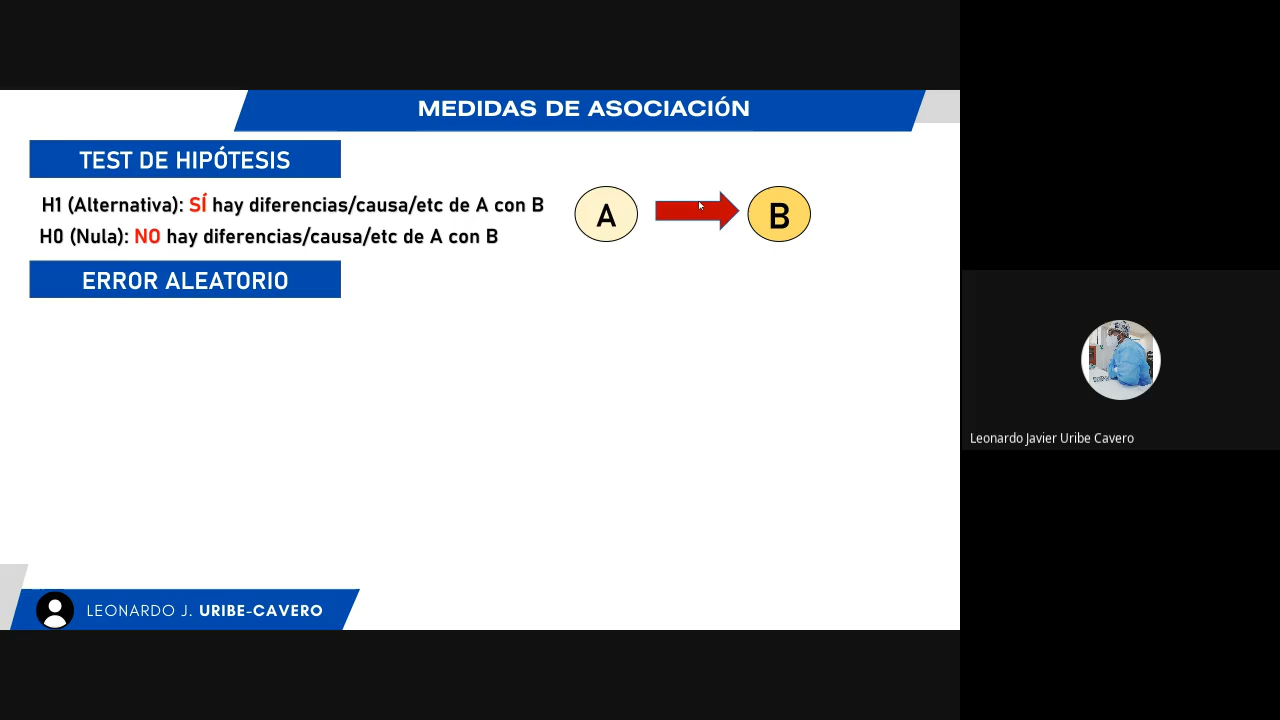 MEDIDAS DE ASOCIACIÓN
TEST DE HIPÓTESIS
H1 (Alternativa): SÍ hay diferencias/causa/etc de A con B
H0 (Nula): NO hay diferencias/causa/etc de A con B
A
B
ERROR ALEATORIO
Leonardo Javier Uribe Cavero
LEONARDO J. URIBE-CAVERO